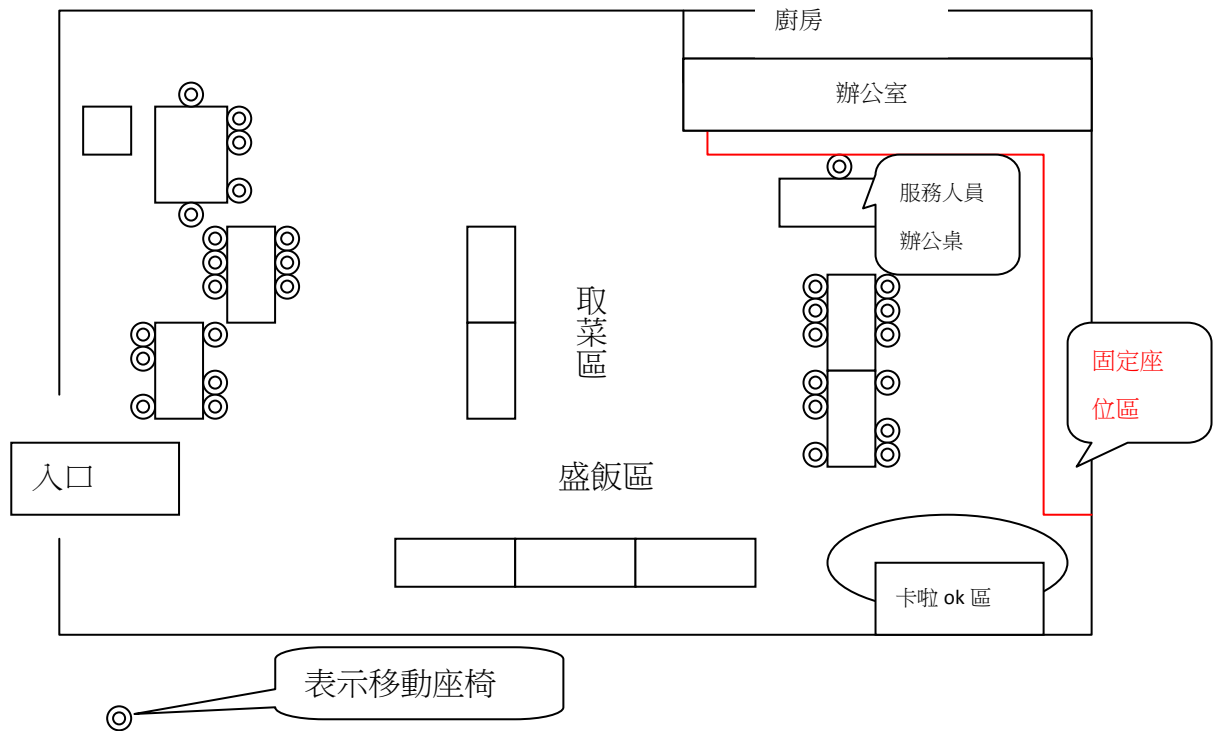 廚房
辦公室
服務人員
辦公桌
取菜區
固定座
位區
入口
盛飯區
卡啦 ok 區
表示移動座椅